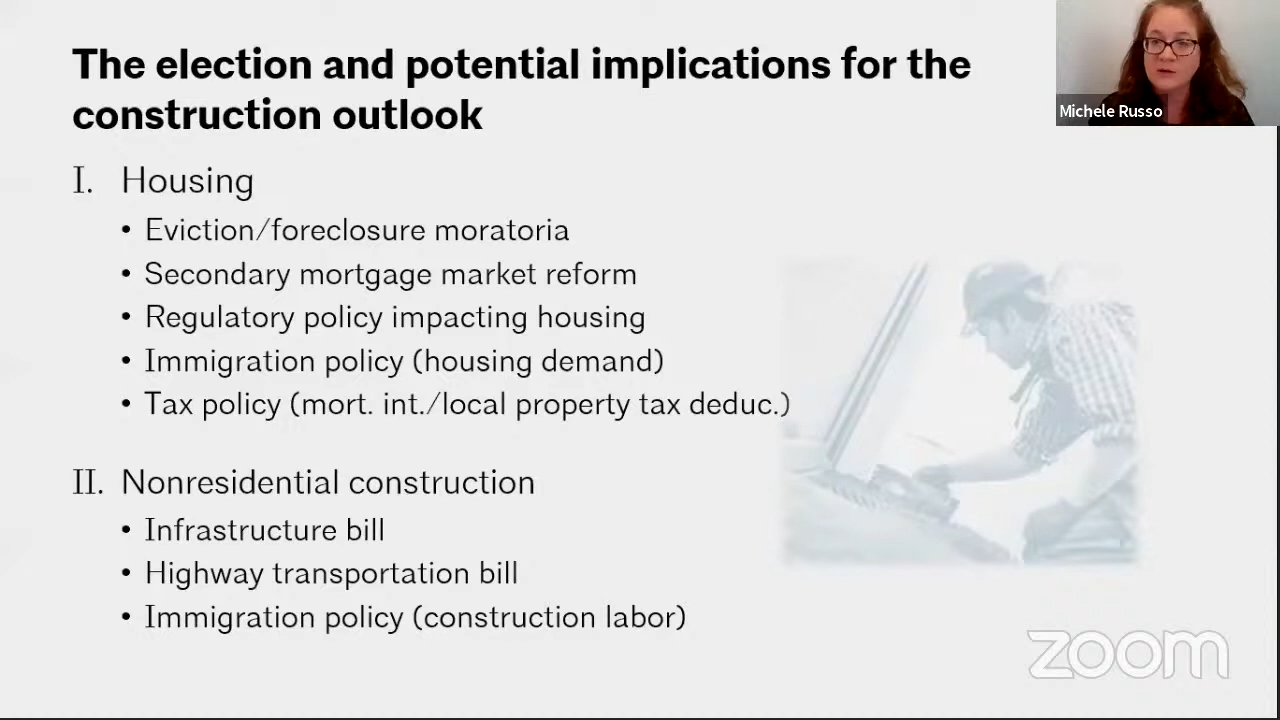 The election and potential implications for the
construction outlook
Michele Russo
I. Housing
• Eviction/foreclosure moratoria
• Secondary mortgage market reform
• Regulatory policy impacting housing
• Immigration policy (housing demand)
• Tax policy (mort. int./local property tax deduc.)
II. Nonresidential construction
• Infrastructure bill
• Highway transportation bill
• Immigration policy (construction labor)
zoom